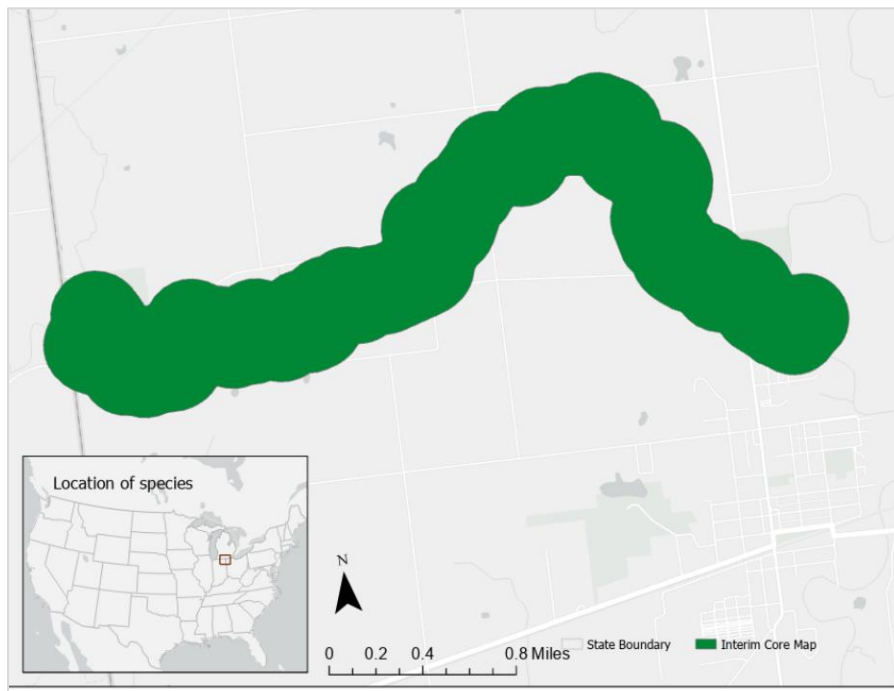 Location of species
N
0 0.2 0.4 0.8 Miles
State Boundary Interim Core Map